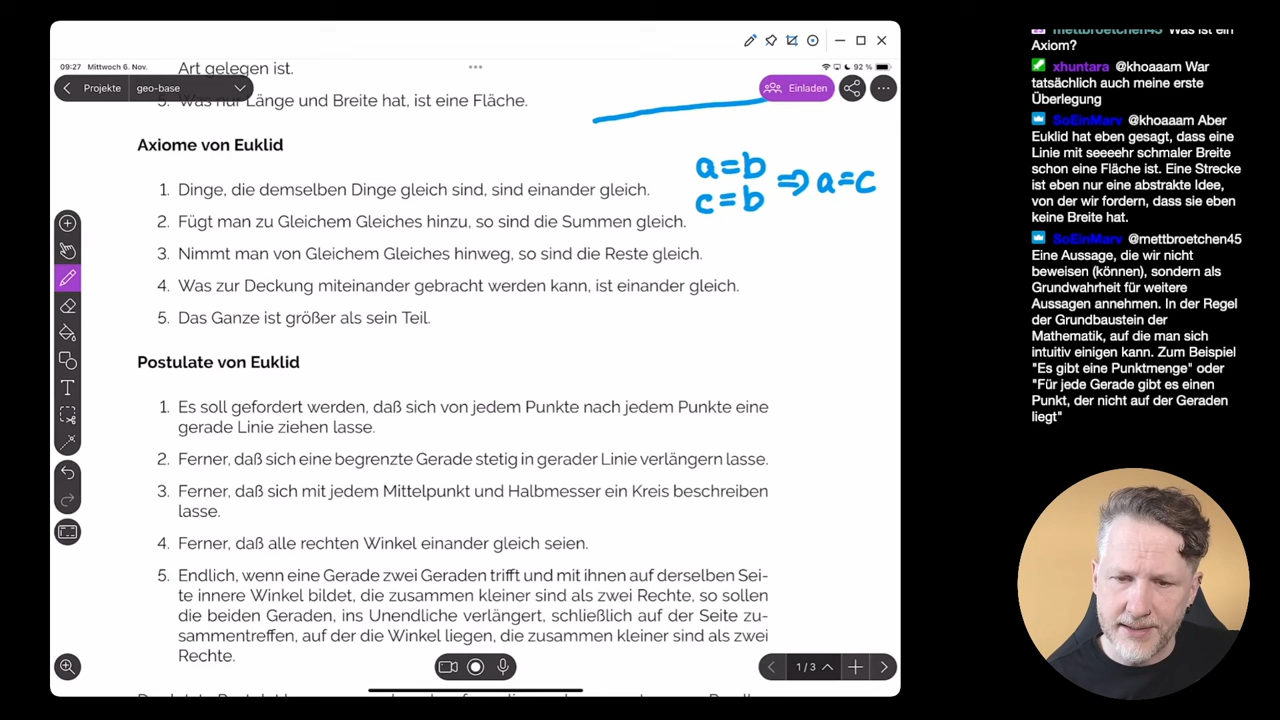 09:27 Mittwoch 6. Nov.
92 %
Art gelegen ist.
Projekte
geo-base
Einladen
5. Was nur Länge und Breite hat, ist eine Fläche.
Axiome von Euklid
1. Dinge, die demselben Dinge gleich sind, sind einander gleich.
2. Fügt man zu Gleichem Gleiches hinzu, so sind die Summen gleich.
3. Nimmt man von Gleichem Gleiches hinweg, so sind die Reste gleich.
4. Was zur Deckung miteinander gebracht werden kann, ist einander gleich.
5. Das Ganze ist größer als sein Teil.
a=b
c=b
⇒ a=c
Postulate von Euklid
1. Es soll gefordert werden, daß sich von jedem Punkte nach jedem Punkte eine
gerade Linie ziehen lasse.
2. Ferner, daß sich eine begrenzte Gerade stetig in gerader Linie verlängern lasse.
3. Ferner, daß sich mit jedem Mittelpunkt und Halbmesser ein Kreis beschreiben
lasse.
4. Ferner, daß alle rechten Winkel einander gleich seien.
5. Endlich, wenn eine Gerade zwei Geraden trifft und mit ihnen auf derselben Sei-
te innere Winkel bildet, die zusammen kleiner sind als zwei Rechte, so sollen
die beiden Geraden, ins Unendliche verlängert, schließlich auf der Seite zu-
sammentreffen, auf der die Winkel liegen, die zusammen kleiner sind als zwei
Rechte.
1/3
mettbroetchen45 Was ist ein
Axiom?
xhuntara @khoaaam War
tatsächlich auch meine erste
Überlegung
SoEinMarv @khoaaam Aber
Euklid hat eben gesagt, dass eine
Linie mit seeeehr schmaler Breite
schon eine Fläche ist. Eine Strecke
ist eben nur eine abstrakte Idee,
von der wir fordern, dass sie eben
keine Breite hat.
SoEinMarv @mettbroetchen45
Eine Aussage, die wir nicht
beweisen (können), sondern als
Grundwahrheit für weitere
Aussagen annehmen. In der Regel
der Grundbaustein der
Mathematik, auf die man sich
intuitiv einigen kann. Zum Beispiel
"Es gibt eine Punktmenge" oder
"Für jede Gerade gibt es einen
Punkt, der nicht auf der Geraden
liegt"